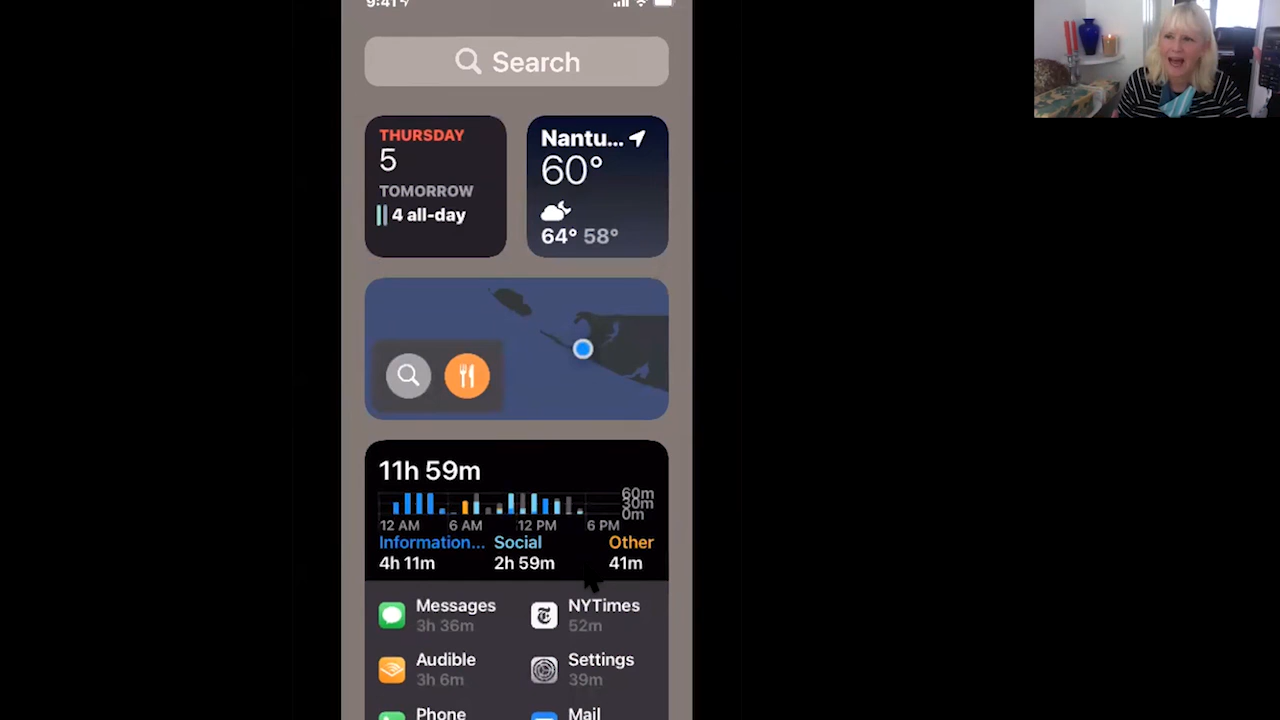 9:41
Search
THURSDAY
5
TOMORROW
4 all-day
Nantu...
60°
64° 58°
11h 59m
60m
30m
0m
12 AM 6 AM 12 PM 6 PM
Information... Social Other
4h 11m 2h 59m 41m
Messages NYTimes
3h 36m 52m
Audible Settings
3h 6m 39m
Phone Mail